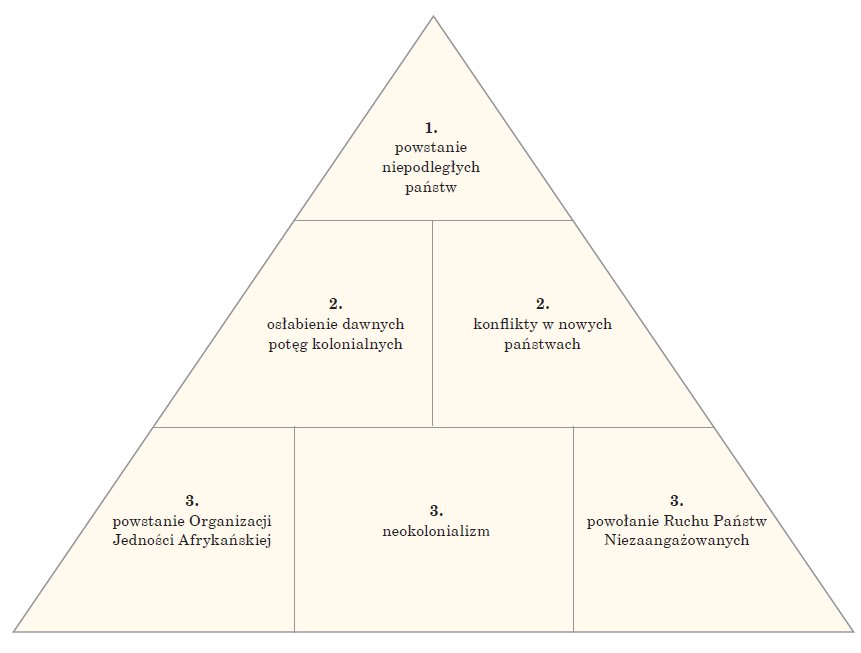 1.
powstanie
niepodległych
państw
2.
osłabienie dawnych
potęg kolonialnych
2.
konflikty w nowych
państwach
3.
powstanie Organizacji
Jedności Afrykańskiej
3.
neokolonializm
3.
powołanie Ruchu Państw
Niezaangażowanych